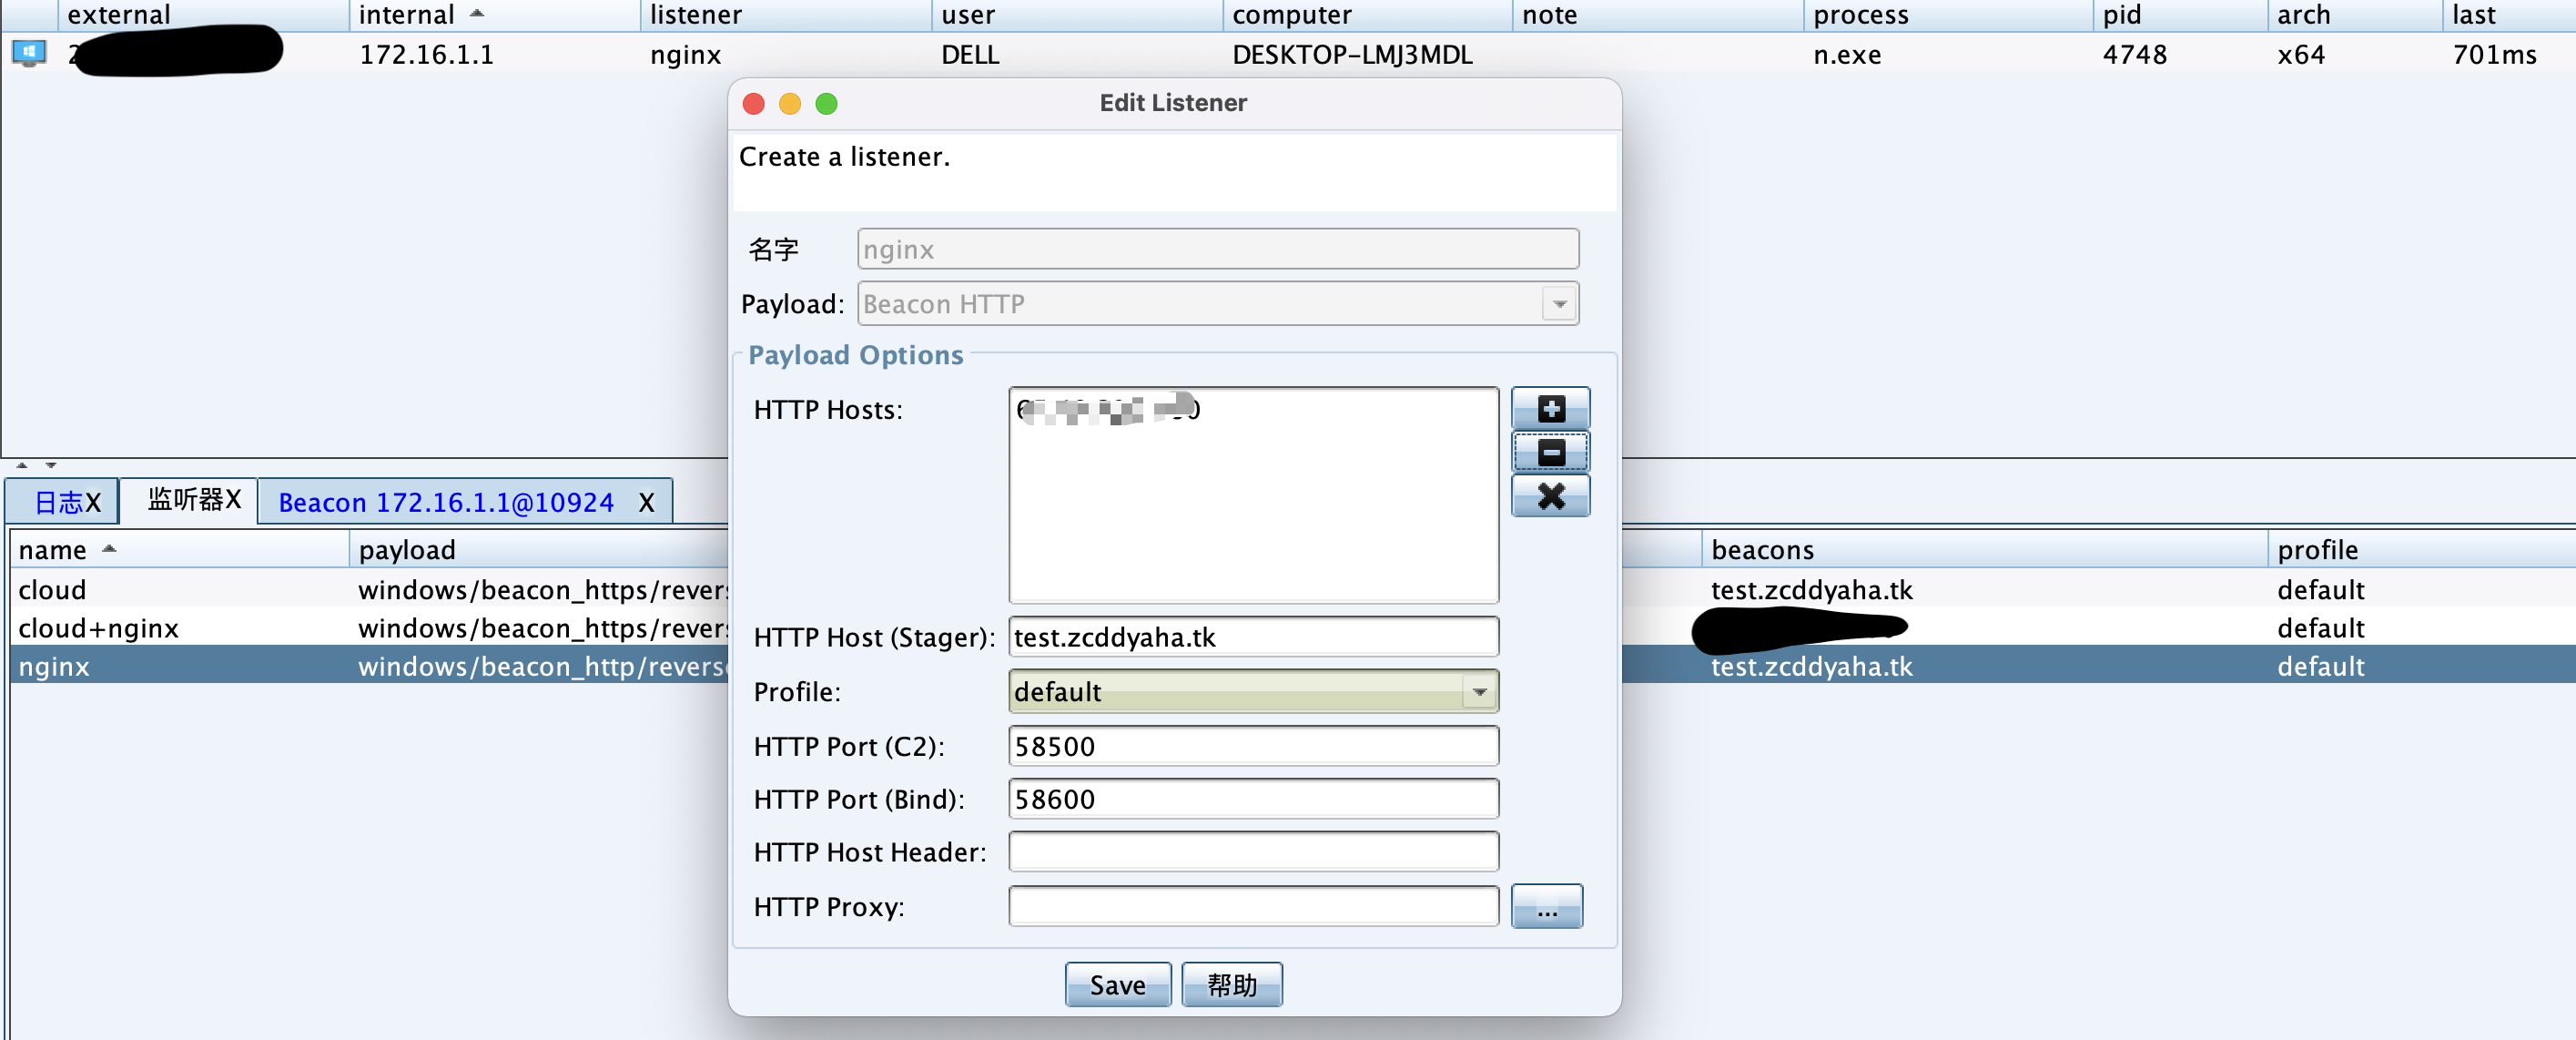 external internal listener user computer note process pid arch last
172.16.1.1 nginx DELL DESKTOP-LMJ3MDL n.exe 4748 x64 701ms
Edit Listener
Create a listener.
名字 nginx
Payload: Beacon HTTP
Payload Options
HTTP Hosts:
HTTP Host (Stager): test.zcddyaha.tk
Profile: default
HTTP Port (C2): 58500
HTTP Port (Bind): 58600
HTTP Host Header:
HTTP Proxy: ...
Save 帮助
日志X 监听器X Beacon 172.16.1.1@10924 X
name payload beacons profile
cloud windows/beacon_https/rever test.zcddyaha.tk default
cloud+nginx windows/beacon_https/rever default
nginx windows/beacon_http/revers test.zcddyaha.tk default